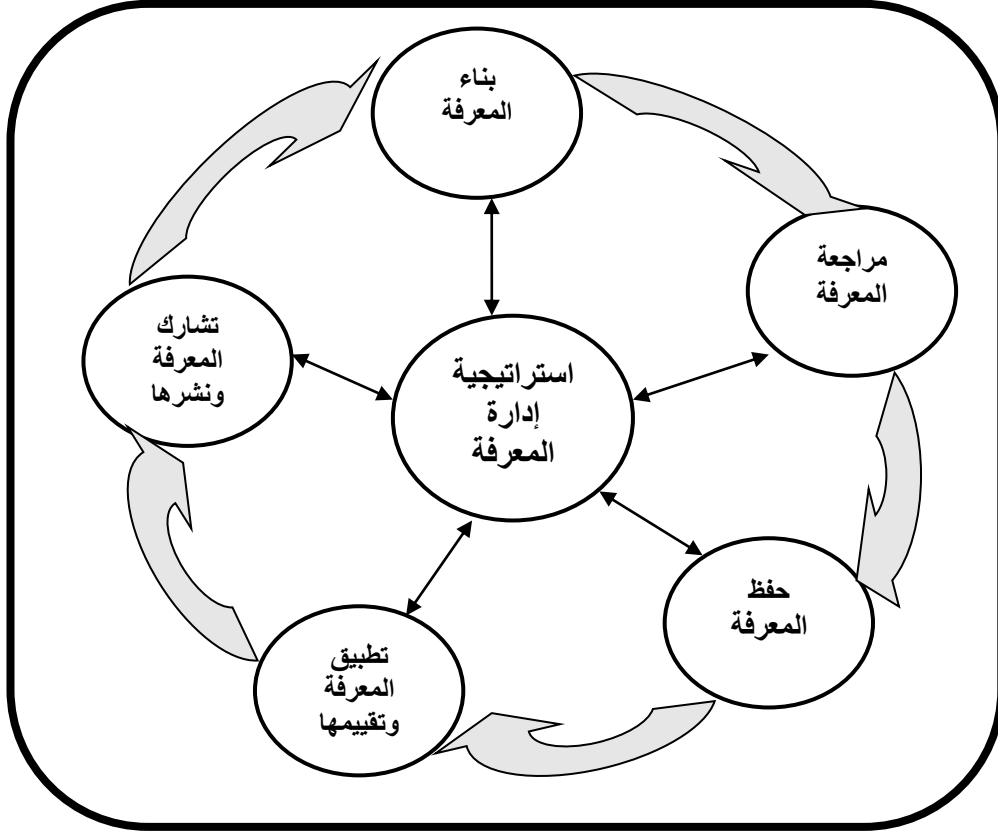 بناء
المعرفة
مراجعة
المعرفة
تشارك
المعرفة
ونشرها
استراتيجية
إدارة
المعرفة
حفظ
المعرفة
تطبيق
المعرفة
وتقييمها